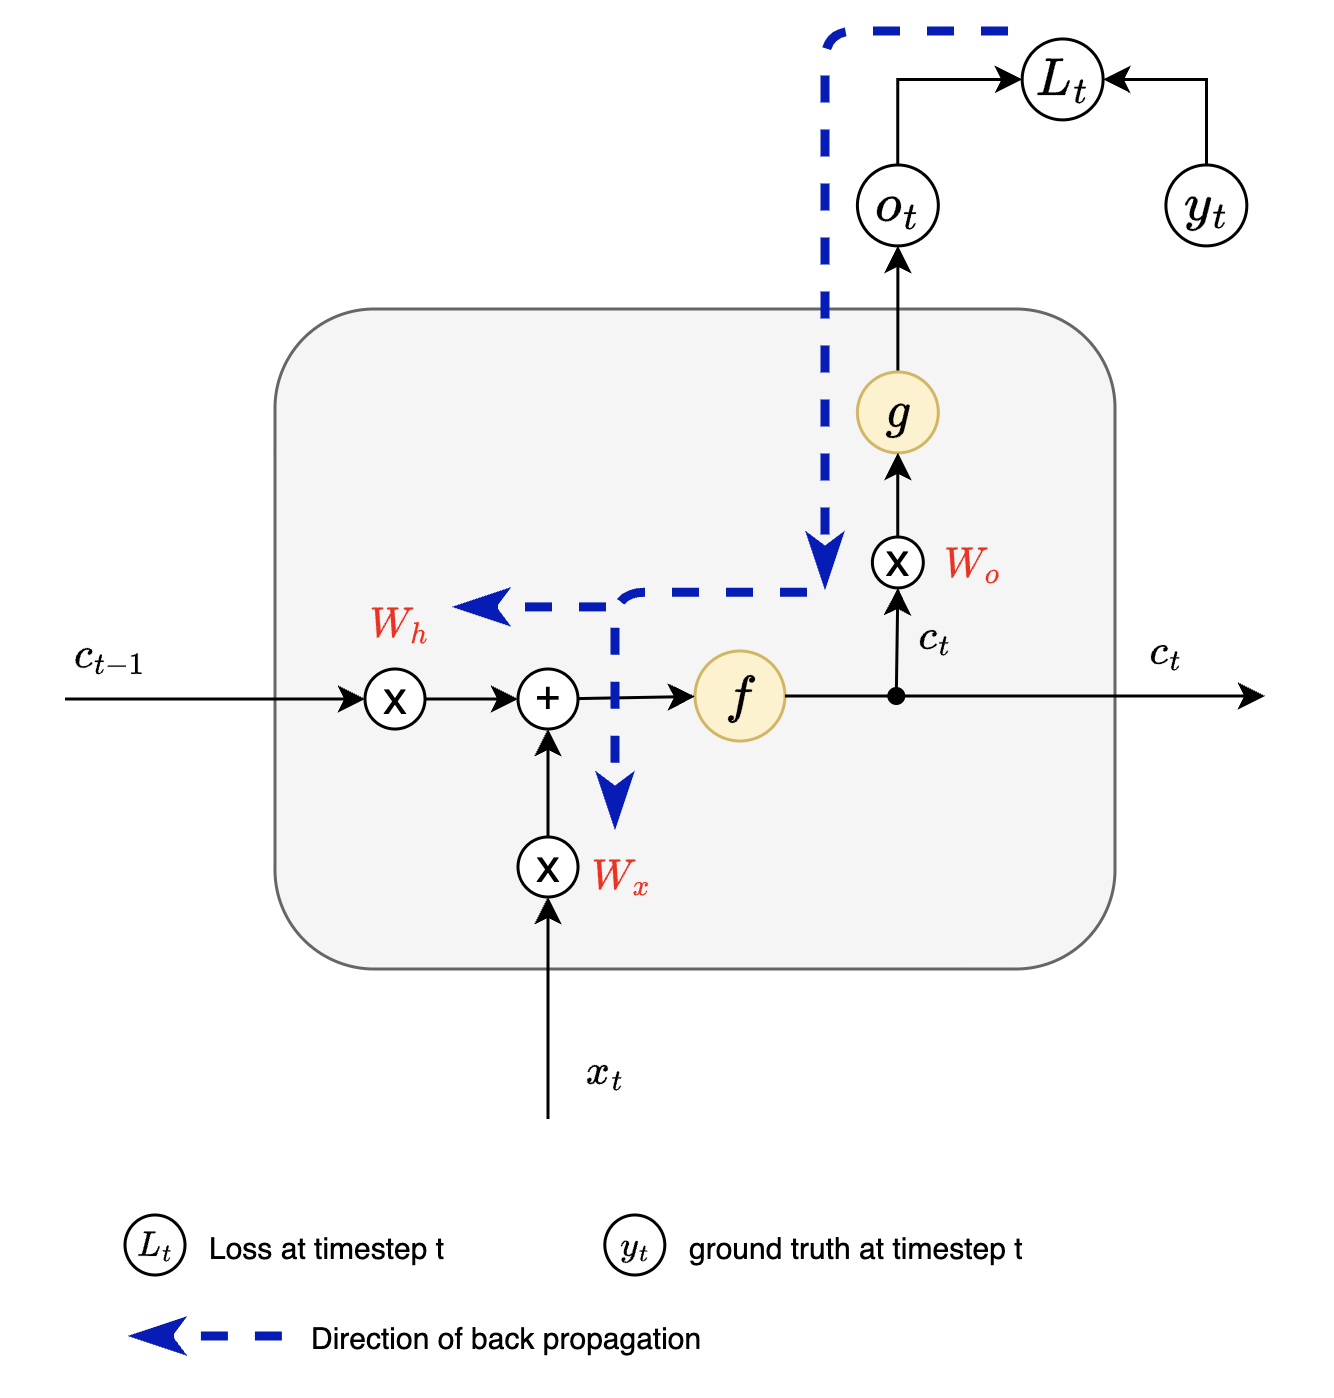 L_t
o_t
y_t
g
x W_o
W_h
c_t
c_{t-1}
c_t
x
+
f
x W_x
x_t
L_t Loss at timestep t
y_t ground truth at timestep t
Direction of back propagation